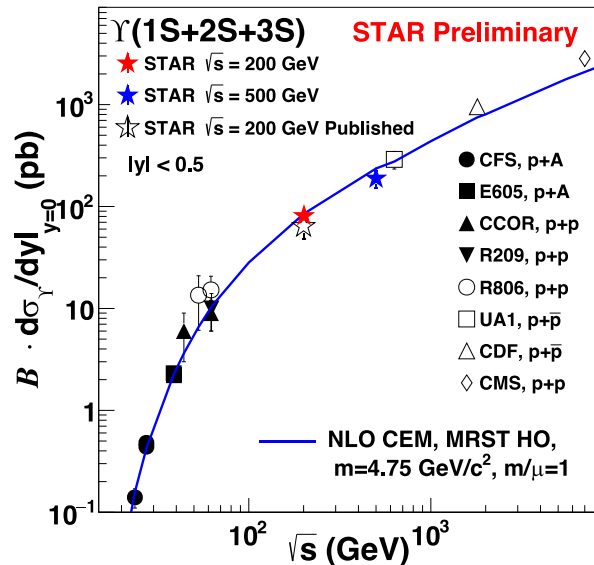 ϒ(1S+2S+3S)
STAR Preliminary
STAR √s = 200 GeV
STAR √s = 500 GeV
STAR √s = 200 GeV Published
|y| < 0.5
CFS, p+A
E605, p+A
CCOR, p+p
R209, p+p
R806, p+p
UA1, p+p̅
CDF, p+p̅
CMS, p+p
NLO CEM, MRST HO,
m=4.75 GeV/c², m/μ=1
B · dσ_ϒ/dy|_{y=0} (pb)
10³
10²
10
1
10⁻¹
10² 10³
√s (GeV)